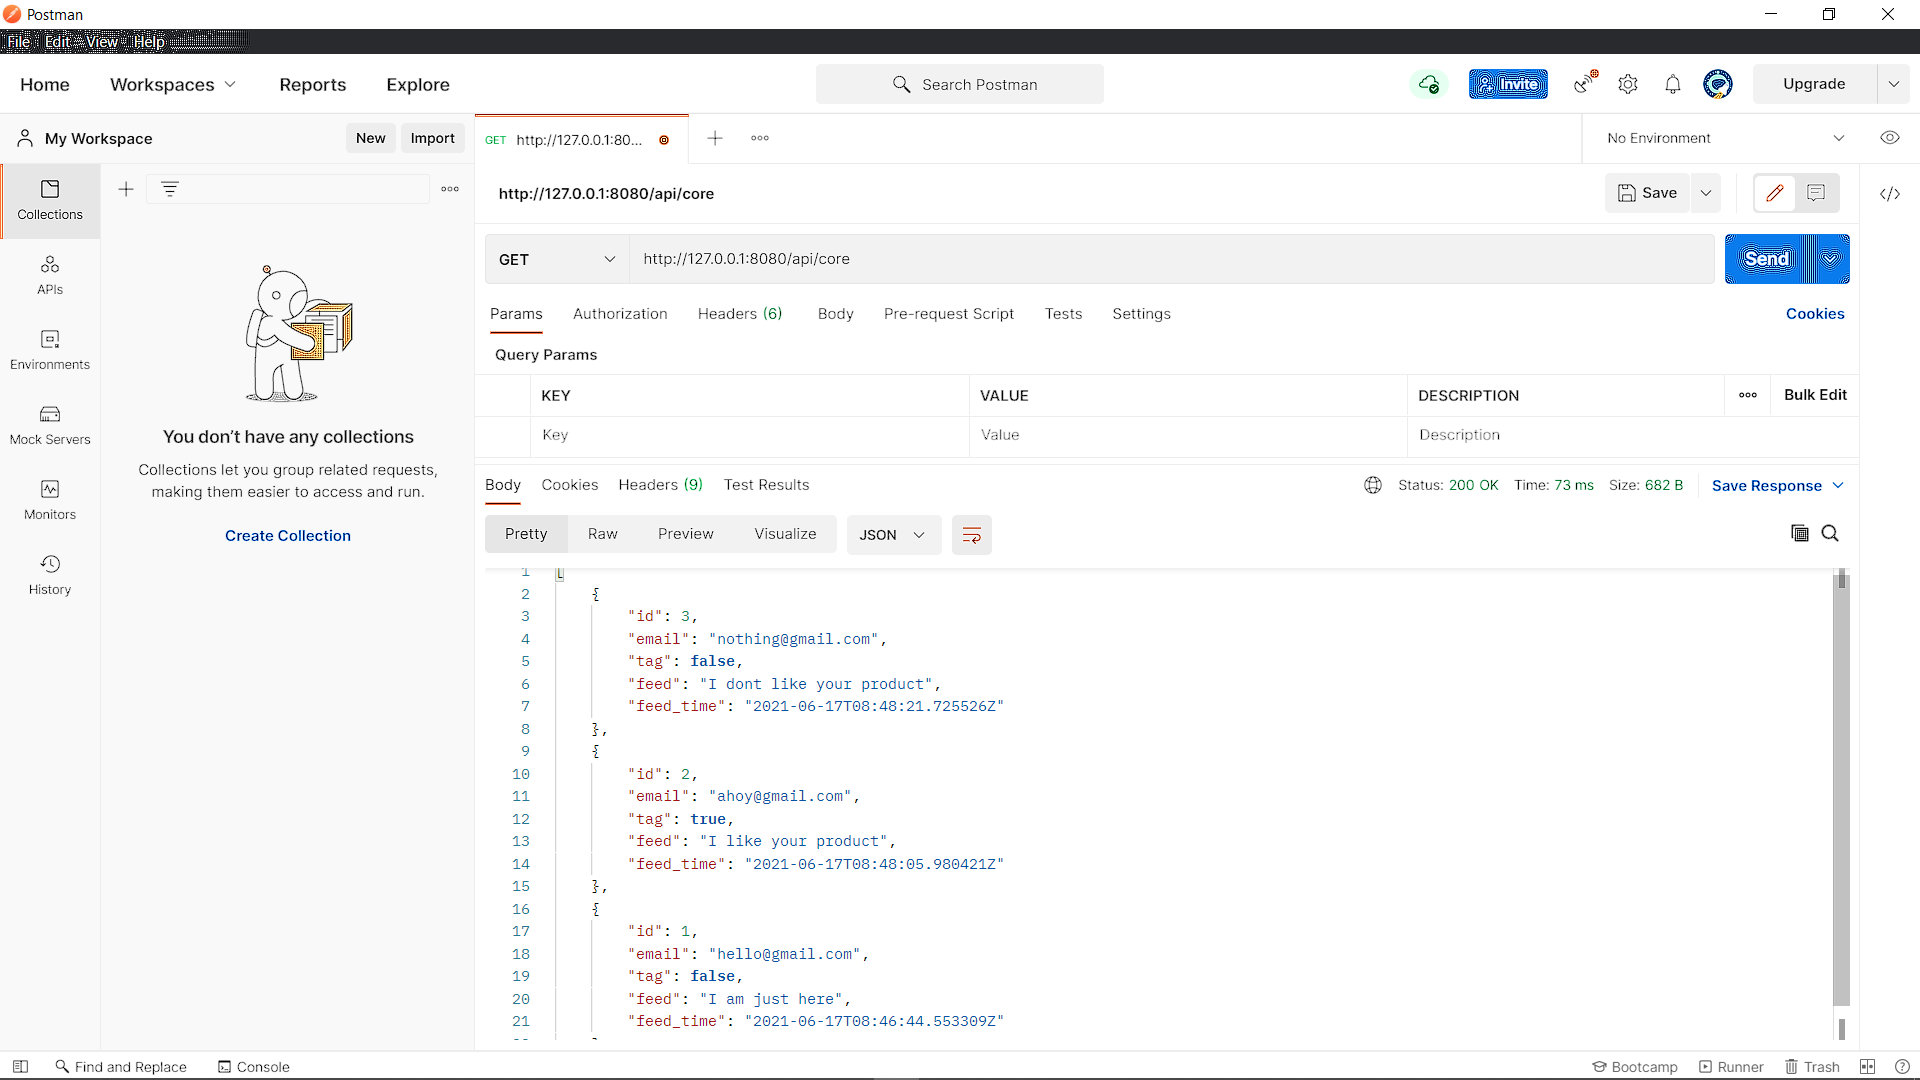 Postman
File Edit View Help
Home Workspaces Reports Explore Search Postman Invite Upgrade
My Workspace New Import GET http://127.0.0.1:80... No Environment
http://127.0.0.1:8080/api/core Save
Collections
APIs
Environments
Mock Servers
Monitors
History
You don’t have any collections
Collections let you group related requests,
making them easier to access and run.
Create Collection
GET http://127.0.0.1:8080/api/core Send
Params Authorization Headers (6) Body Pre-request Script Tests Settings Cookies
Query Params
KEY VALUE DESCRIPTION Bulk Edit
Key Value Description
Body Cookies Headers (9) Test Results Status: 200 OK Time: 73 ms Size: 682 B Save Response
Pretty Raw Preview Visualize JSON
1 [
2 {
3 "id": 3,
4 "email": "nothing@gmail.com",
5 "tag": false,
6 "feed": "I dont like your product",
7 "feed_time": "2021-06-17T08:48:21.725526Z"
8 },
9 {
10 "id": 2,
11 "email": "ahoy@gmail.com",
12 "tag": true,
13 "feed": "I like your product",
14 "feed_time": "2021-06-17T08:48:05.980421Z"
15 },
16 {
17 "id": 1,
18 "email": "hello@gmail.com",
19 "tag": false,
20 "feed": "I am just here",
21 "feed_time": "2021-06-17T08:46:44.553309Z"
Find and Replace Console Bootcamp Runner Trash